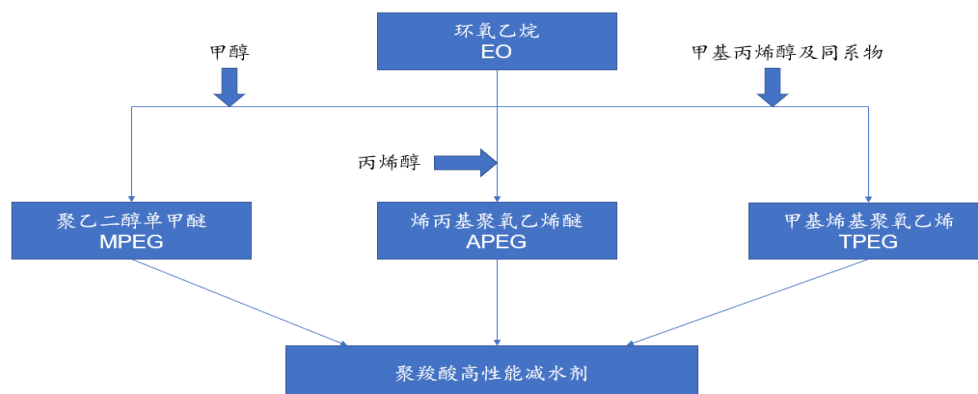 环氧乙烷
EO
甲醇
甲基丙烯醇及同系物
丙烯醇
聚乙二醇单甲醚
MPEG
烯丙基聚氧乙烯醚
APEG
甲基烯基聚氧乙烯
TPEG
聚羧酸高性能减水剂